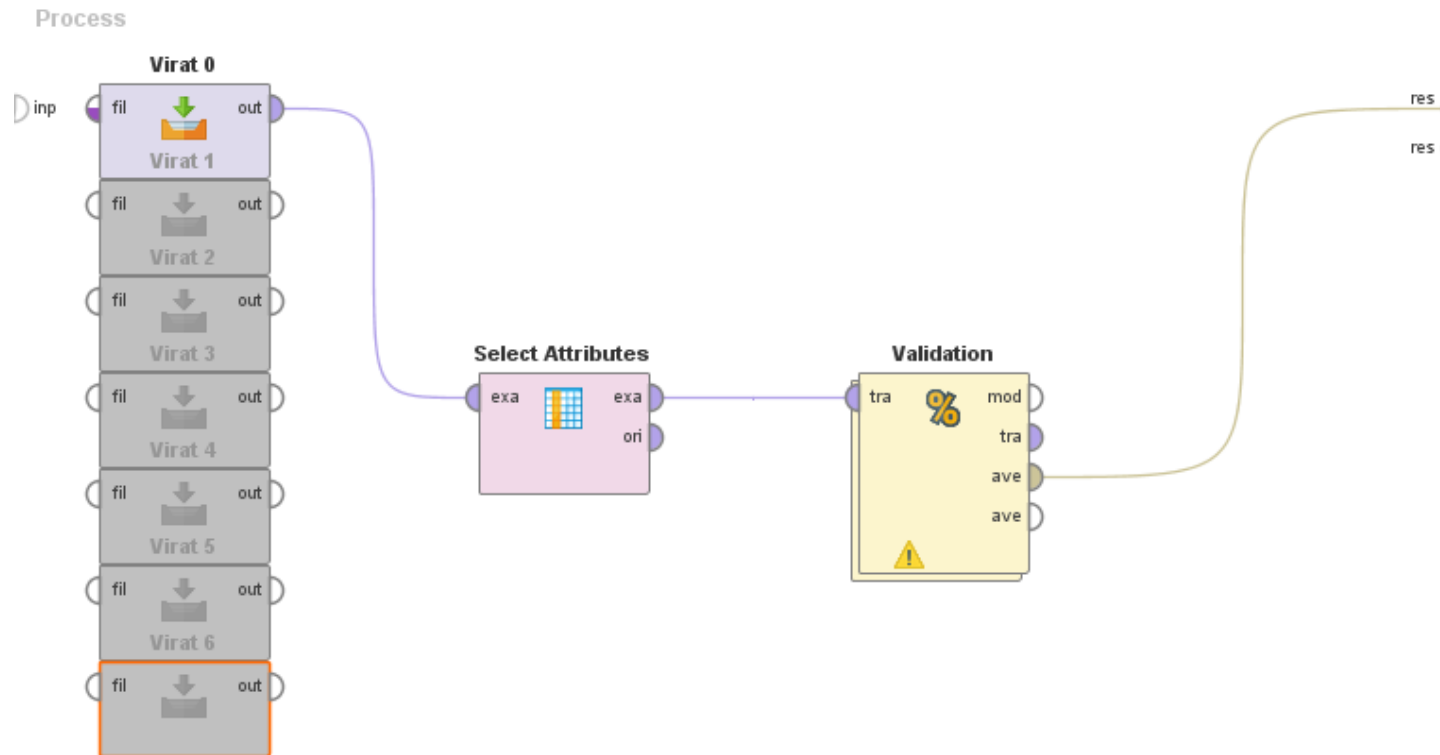 Process
Virat 0
inp
fil
out
Virat 1
fil
out
Virat 2
fil
out
Virat 3
fil
out
Virat 4
fil
out
Virat 5
fil
out
Virat 6
fil
out
Select Attributes
exa
exa
ori
Validation
tra
mod
tra
ave
ave
res
res